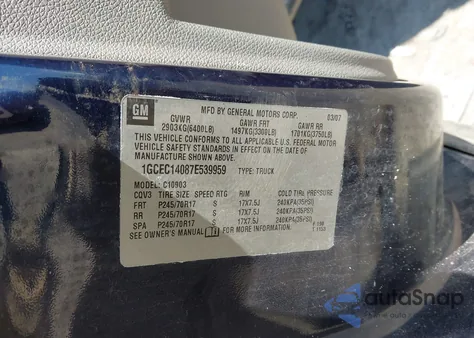 GM
MFD BY GENERAL MOTORS CORP. 03/07
GVWR GAWR FRT GAWR RR
2903KG(6400LB) 1497KG(3300LB) 1701KG(3750LB)
THIS VEHICLE CONFORMS TO ALL APPLICABLE U.S. FEDERAL MOTOR
VEHICLE SAFETY STANDARDS IN EFFECT ON THE DATE OF
MANUFACTURE SHOWN ABOVE.
1GCEC14087E539959 TYPE: TRUCK
C10903
CQV3 TIRE SIZE SPEED RTG RIM COLD TIRE PRESSURE
FRT P245/70R17 S 17X7.5J 240KPA(35PSI)
RR P245/70R17 S 17X7.5J 240KPA(35PSI)
SPA P245/70R17 S 17X7.5J 240KPA(35PSI)
SEE OWNER'S MANUAL
autoSnap